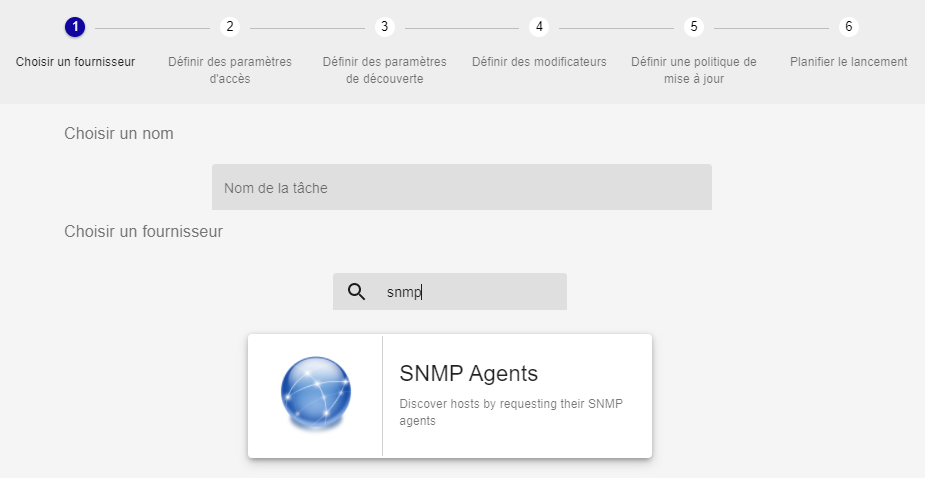 1
2
3
4
5
6
Choisir un fournisseur
Définir des paramètres
d'accès
Définir des paramètres
de découverte
Définir des modificateurs
Définir une politique de
mise à jour
Planifier le lancement
Choisir un nom
Nom de la tâche
Choisir un fournisseur
snmp
SNMP Agents
Discover hosts by requesting their SNMP
agents